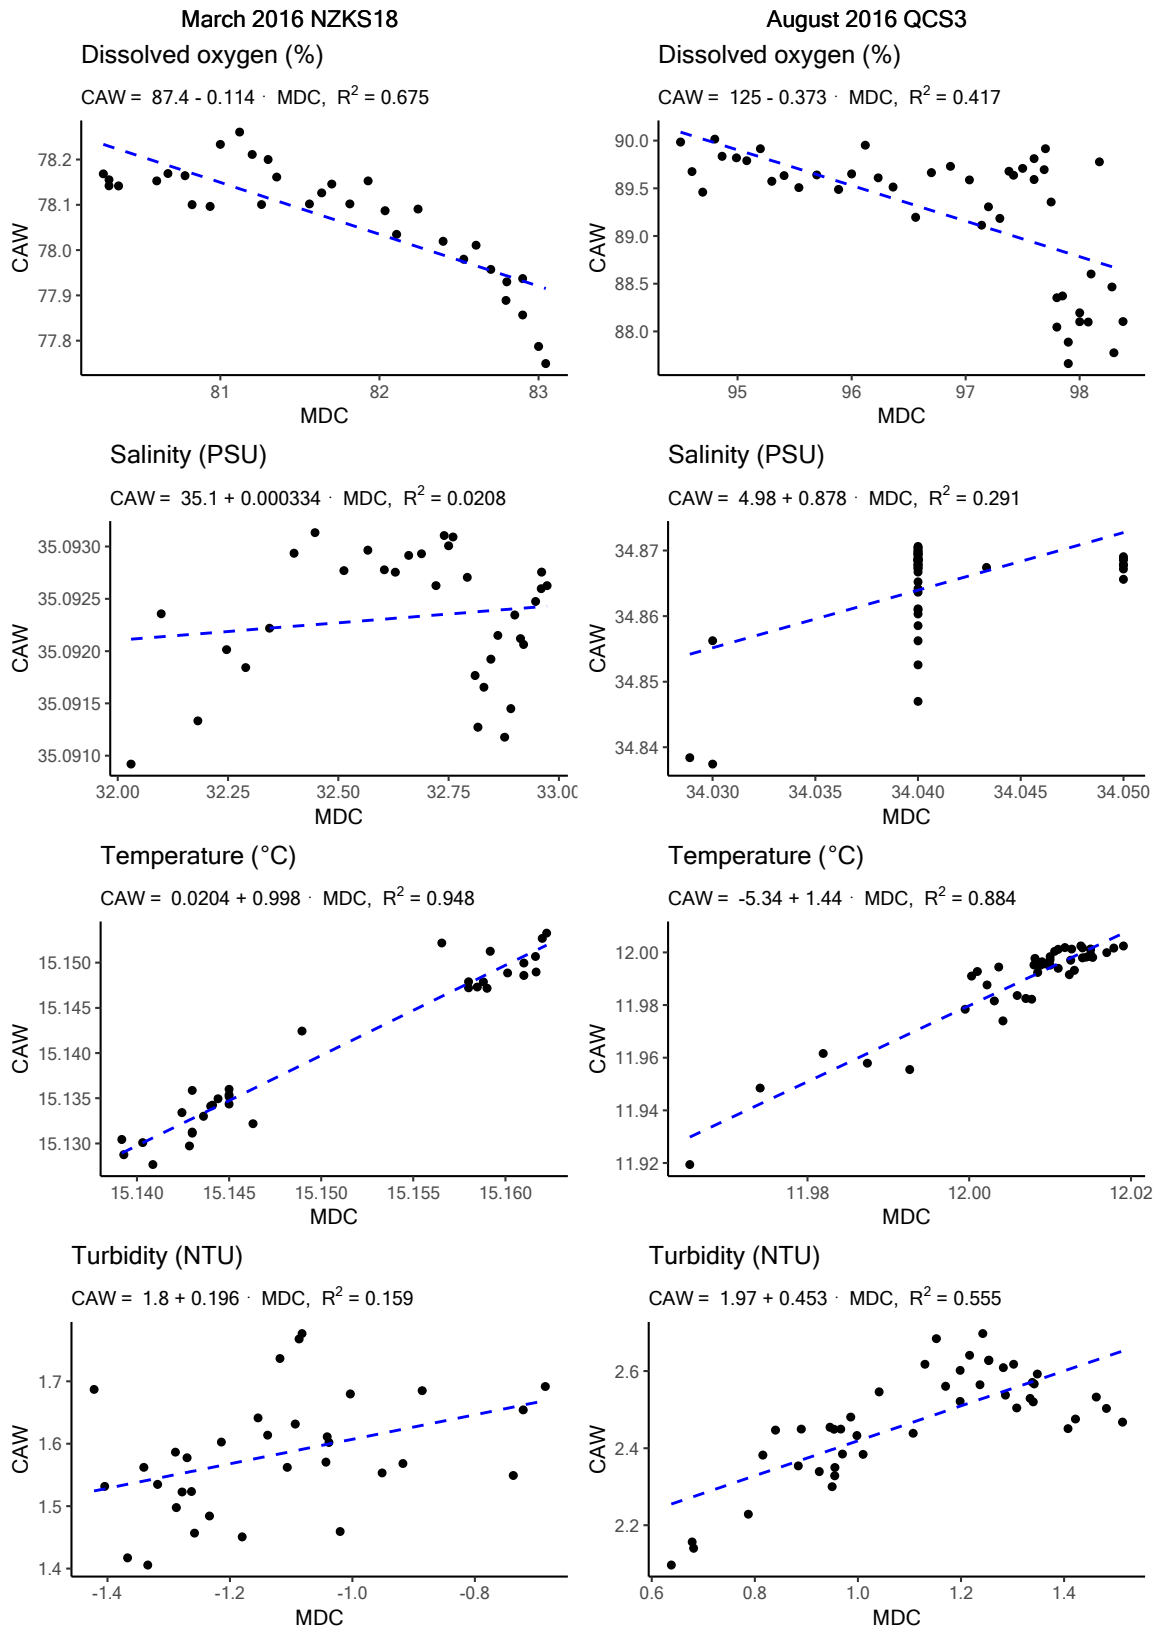 March 2016 NZKS18
August 2016 QCS3
Dissolved oxygen (%)
CAW = 87.4 - 0.114 · MDC, R² = 0.675
78.2
78.1
78.0
77.9
77.8
CAW
81 82 83
MDC
Dissolved oxygen (%)
CAW = 125 - 0.373 · MDC, R² = 0.417
90.0
89.5
89.0
88.5
88.0
CAW
95 96 97 98
MDC
Salinity (PSU)
CAW = 35.1 + 0.000334 · MDC, R² = 0.0208
35.0930
35.0925
35.0920
35.0915
35.0910
CAW
32.00 32.25 32.50 32.75 33.00
MDC
Salinity (PSU)
CAW = 4.98 + 0.878 · MDC, R² = 0.291
34.87
34.86
34.85
34.84
CAW
34.030 34.035 34.040 34.045 34.050
MDC
Temperature (°C)
CAW = 0.0204 + 0.998 · MDC, R² = 0.948
15.150
15.145
15.140
15.135
15.130
CAW
15.140 15.145 15.150 15.155 15.160
MDC
Temperature (°C)
CAW = -5.34 + 1.44 · MDC, R² = 0.884
12.00
11.98
11.96
11.94
11.92
CAW
11.98 12.00 12.02
MDC
Turbidity (NTU)
CAW = 1.8 + 0.196 · MDC, R² = 0.159
1.7
1.6
1.5
1.4
CAW
-1.4 -1.2 -1.0 -0.8
MDC
Turbidity (NTU)
CAW = 1.97 + 0.453 · MDC, R² = 0.555
2.6
2.4
2.2
CAW
0.6 0.8 1.0 1.2 1.4
MDC